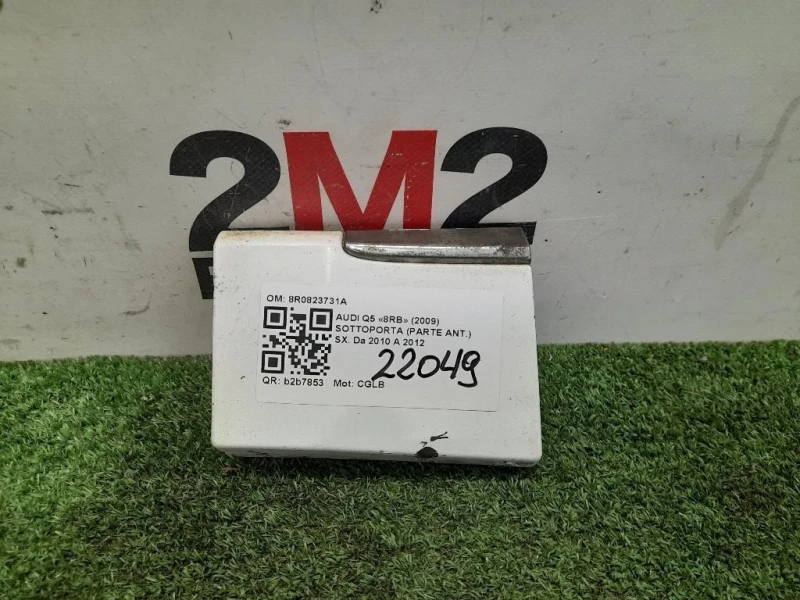 2M2
OM: 8R0823731A
AUDI Q5 «8RB» (2009)
SOTTOPORTA (PARTE ANT.)
SX. Da 2010 A 2012
22049
QR: b2b7853 Mot: CGLB